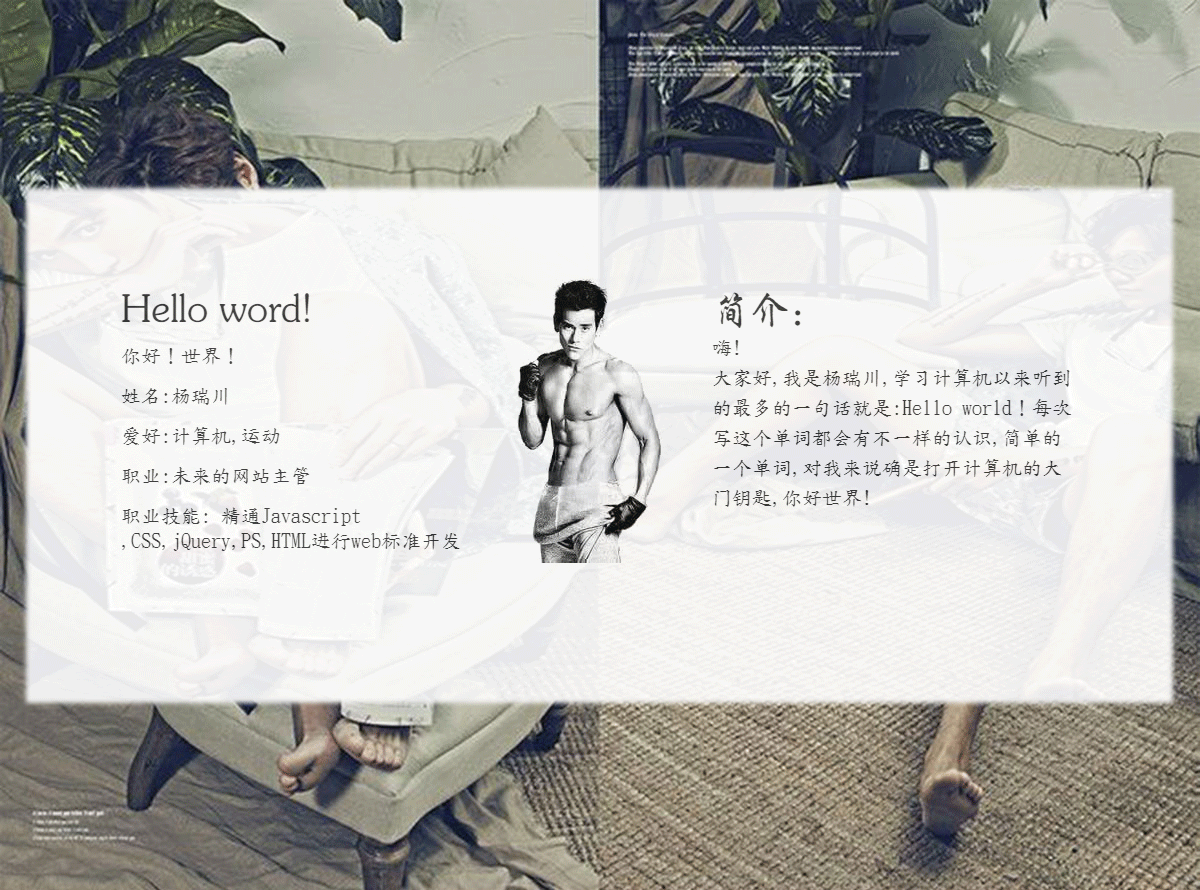 Hello word!
你好！世界！
姓名:杨瑞川
爱好:计算机,运动
职业:未来的网站主管
职业技能: 精通Javascript
,CSS,jQuery,PS,HTML进行web标准开发
简介:
嗨!
大家好,我是杨瑞川,学习计算机以来听到
的最多的一句话就是:Hello world！每次
写这个单词都会有不一样的认识,简单的
一个单词,对我来说确是打开计算机的大
门钥匙,你好世界!